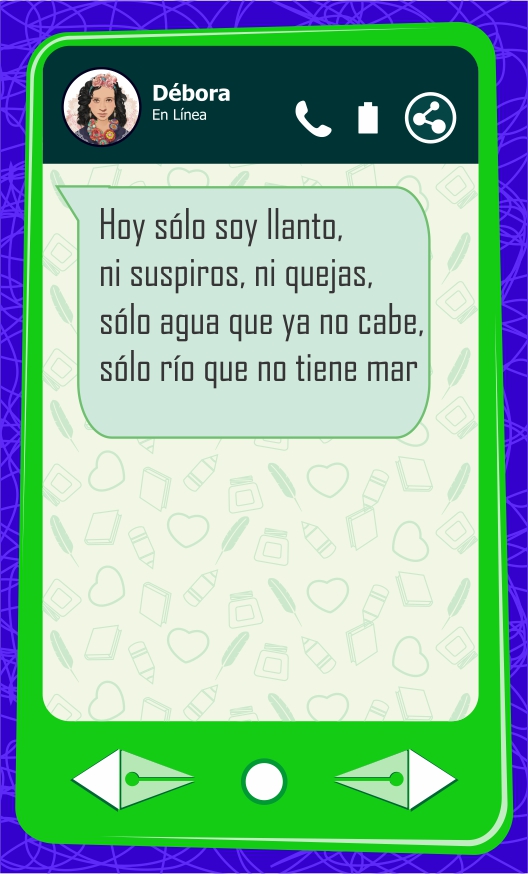 Débora
En Línea
Hoy sólo soy llanto,
ni suspiros, ni quejas,
sólo agua que ya no cabe,
sólo río que no tiene mar